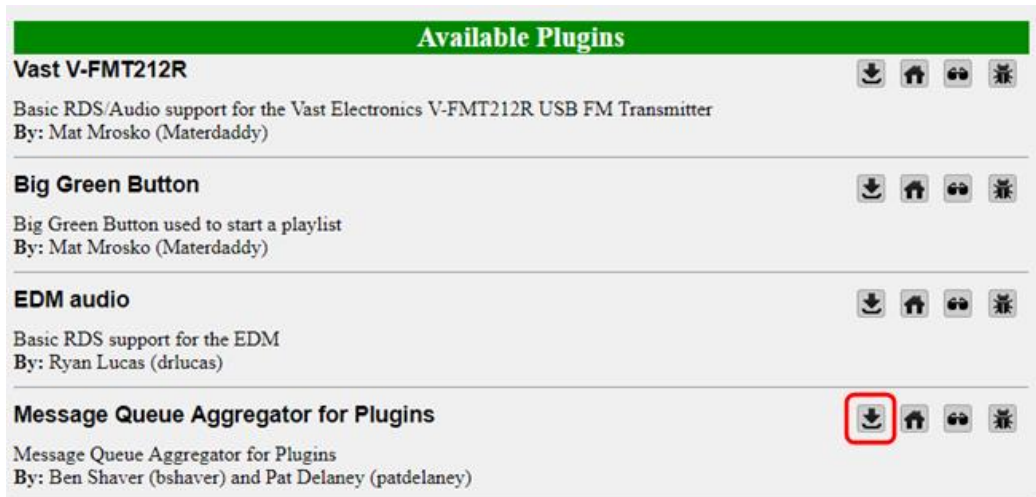 Available Plugins
Vast V-FMT212R
Basic RDS/Audio support for the Vast Electronics V-FMT212R USB FM Transmitter
By: Mat Mrosko (Materdaddy)
Big Green Button
Big Green Button used to start a playlist
By: Mat Mrosko (Materdaddy)
EDM audio
Basic RDS support for the EDM
By: Ryan Lucas (drlucas)
Message Queue Aggregator for Plugins
Message Queue Aggregator for Plugins
By: Ben Shaver (bshaver) and Pat Delaney (patdelaney)